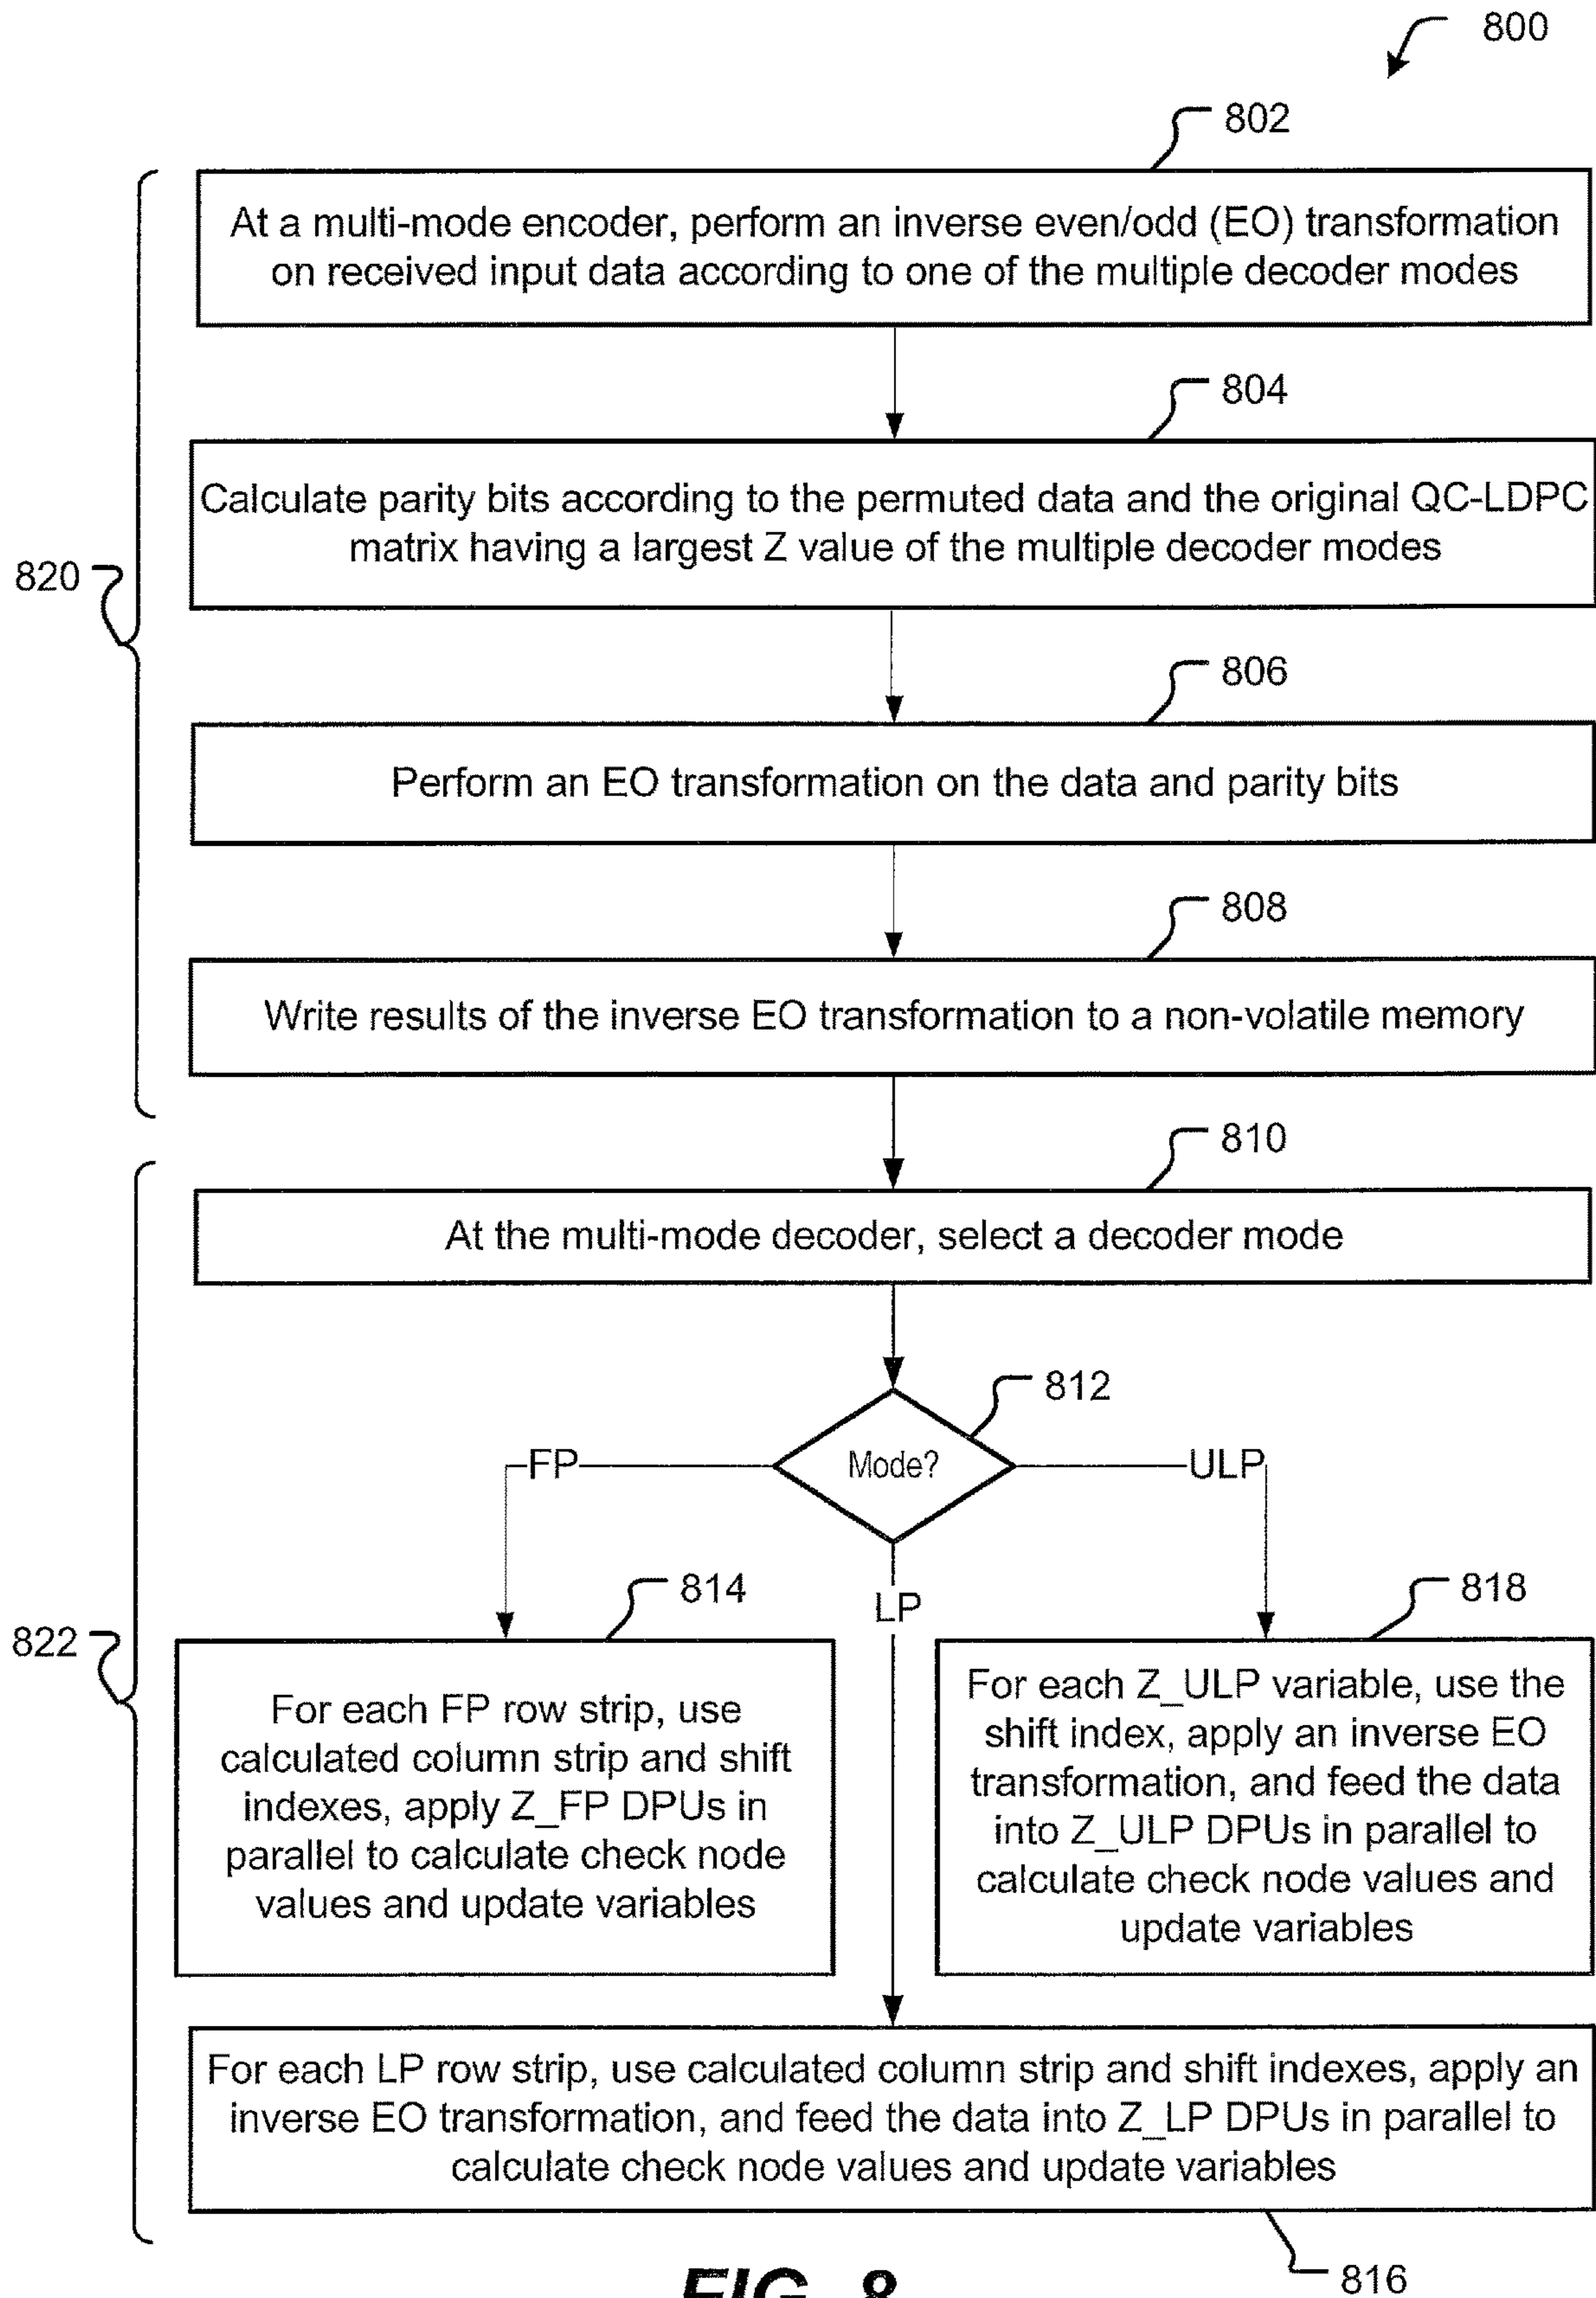 800
802
At a multi-mode encoder, perform an inverse even/odd (EO) transformation
on received input data according to one of the multiple decoder modes
804
Calculate parity bits according to the permuted data and the original QC-LDPC
matrix having a largest Z value of the multiple decoder modes
820
806
Perform an EO transformation on the data and parity bits
808
Write results of the inverse EO transformation to a non-volatile memory
810
At the multi-mode decoder, select a decoder mode
812
Mode?
FP
ULP
LP
814
818
822
For each FP row strip, use
calculated column strip and shift
indexes, apply Z_FP DPUs in
parallel to calculate check node
values and update variables
For each Z_ULP variable, use the
shift index, apply an inverse EO
transformation, and feed the data
into Z_ULP DPUs in parallel to
calculate check node values and
update variables
For each LP row strip, use calculated column strip and shift indexes, apply an
inverse EO transformation, and feed the data into Z_LP DPUs in parallel to
calculate check node values and update variables
816
FIG. 8